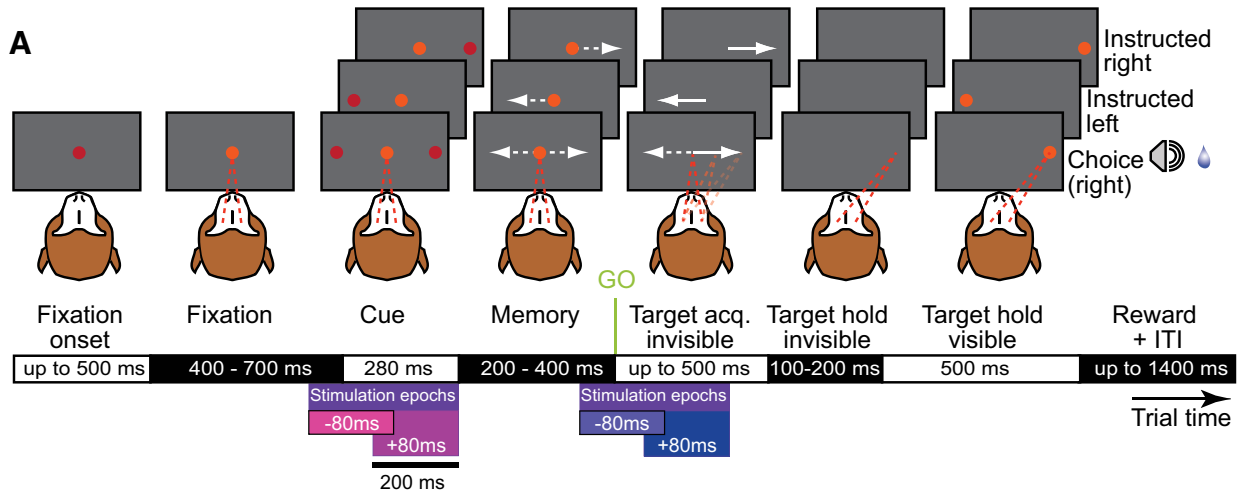 A
Instructed
right
Instructed
left
Choice
(right)
GO
Fixation
onset
Fixation
Cue
Memory
Target acq.
invisible
Target hold
invisible
Target hold
visible
Reward
+ ITI
up to 500 ms
400 - 700 ms
280 ms
200 - 400 ms
up to 500 ms
100-200 ms
500 ms
up to 1400 ms
Stimulation epochs
-80ms
+80ms
200 ms
Stimulation epochs
-80ms
+80ms
Trial time